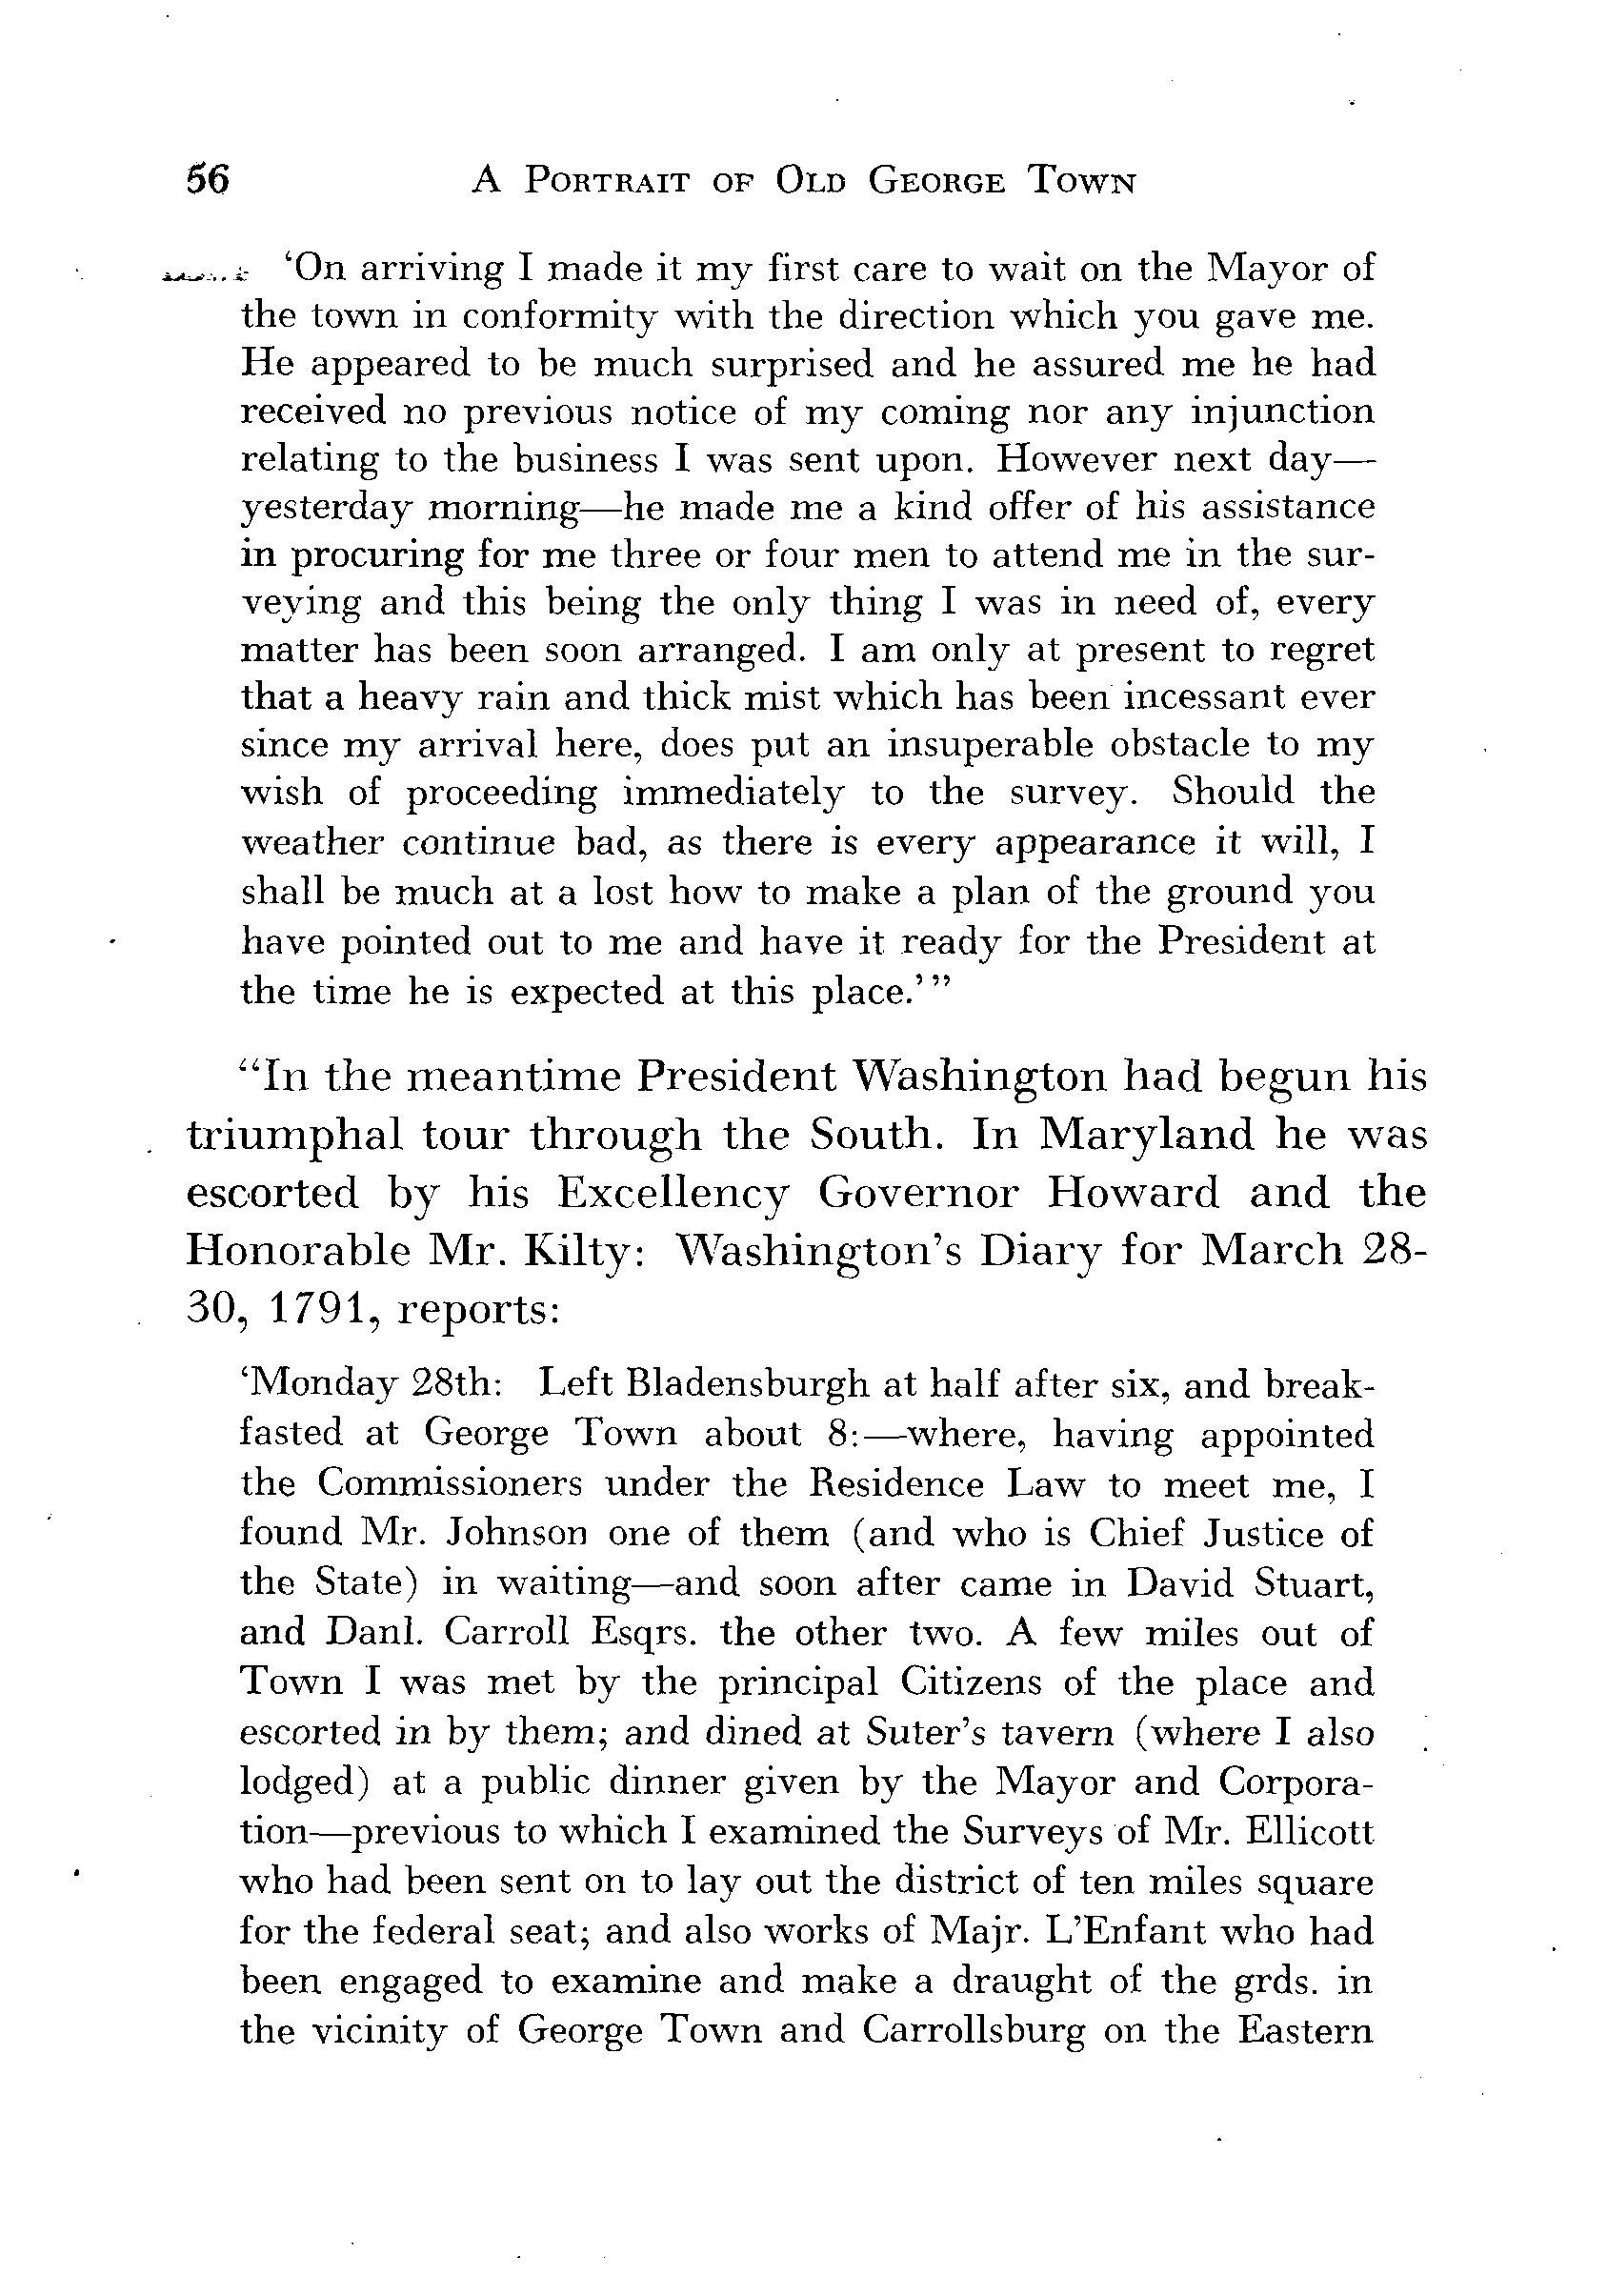 56 A PORTRAIT OF OLD GEORGE TOWN
‘On arriving I made it my first care to wait on the Mayor of
the town in conformity with the direction which you gave me.
He appeared to be much surprised and he assured me he had
received no previous notice of my coming nor any injunction
relating to the business I was sent upon. However next day—
yesterday morning—he made me a kind offer of his assistance
in procuring for me three or four men to attend me in the sur-
veying and this being the only thing I was in need of, every
matter has been soon arranged. I am only at present to regret
that a heavy rain and thick mist which has been incessant ever
since my arrival here, does put an insuperable obstacle to my
wish of proceeding immediately to the survey. Should the
weather continue bad, as there is every appearance it will, I
shall be much at a lost how to make a plan of the ground you
have pointed out to me and have it ready for the President at
the time he is expected at this place.’”
“In the meantime President Washington had begun his
triumphal tour through the South. In Maryland he was
escorted by his Excellency Governor Howard and the
Honorable Mr. Kilty: Washington’s Diary for March 28-
30, 1791, reports:
‘Monday 28th: Left Bladensburgh at half after six, and break-
fasted at George Town about 8:—where, having appointed
the Commissioners under the Residence Law to meet me, I
found Mr. Johnson one of them (and who is Chief Justice of
the State) in waiting—and soon after came in David Stuart,
and Danl. Carroll Esqrs. the other two. A few miles out of
Town I was met by the principal Citizens of the place and
escorted in by them; and dined at Suter’s tavern (where I also
lodged) at a public dinner given by the Mayor and Corpora-
tion—previous to which I examined the Surveys of Mr. Ellicott
who had been sent on to lay out the district of ten miles square
for the federal seat; and also works of Majr. L’Enfant who had
been engaged to examine and make a draught of the grds. in
the vicinity of George Town and Carrollsburg on the Eastern